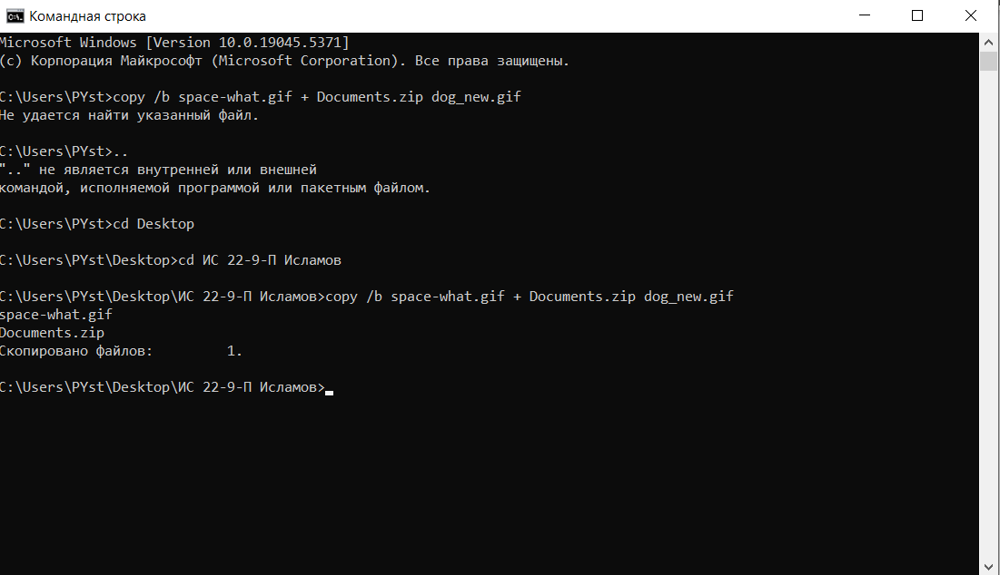 Командная строка
Microsoft Windows [Version 10.0.19045.5371]
(c) Корпорация Майкрософт (Microsoft Corporation). Все права защищены.
C:\Users\PYst>copy /b space-what.gif + Documents.zip dog_new.gif
Не удается найти указанный файл.
C:\Users\PYst>..
".." не является внутренней или внешней
командой, исполняемой программой или пакетным файлом.
C:\Users\PYst>cd Desktop
C:\Users\PYst\Desktop>cd ИС 22-9-П Исламов
C:\Users\PYst\Desktop\ИС 22-9-П Исламов>copy /b space-what.gif + Documents.zip dog_new.gif
space-what.gif
Documents.zip
Скопировано файлов:         1.
C:\Users\PYst\Desktop\ИС 22-9-П Исламов>